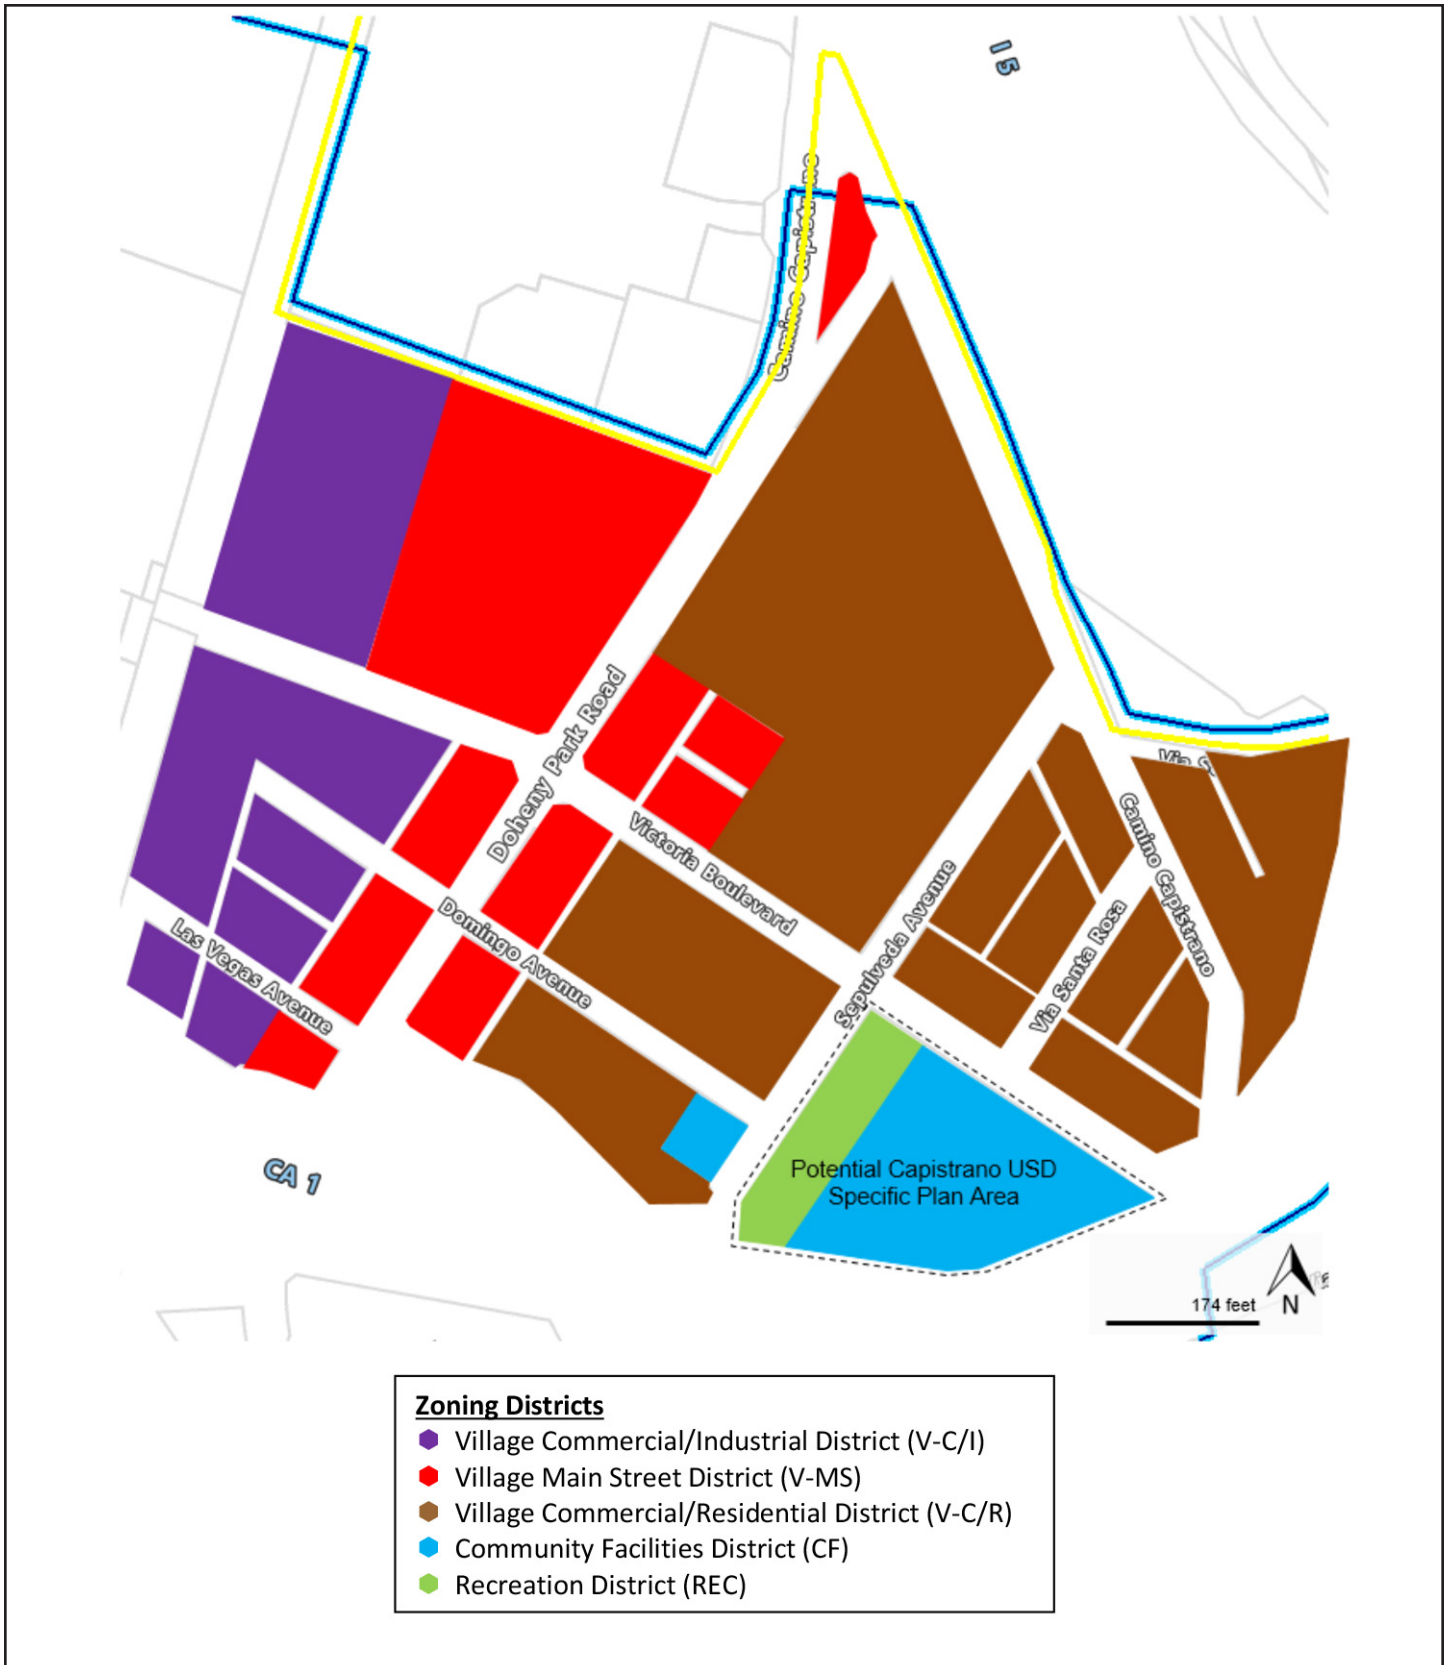 I 5
Camino Capistrano
Doheny Park Road
Via S
Victoria Boulevard
Camino Capistrano
Domingo Avenue
Sepulveda Avenue
Via Santa Rosa
Las Vegas Avenue
CA 1
Potential Capistrano USD
Specific Plan Area
174 feet
N
Zoning Districts
Village Commercial/Industrial District (V-C/I)
Village Main Street District (V-MS)
Village Commercial/Residential District (V-C/R)
Community Facilities District (CF)
Recreation District (REC)